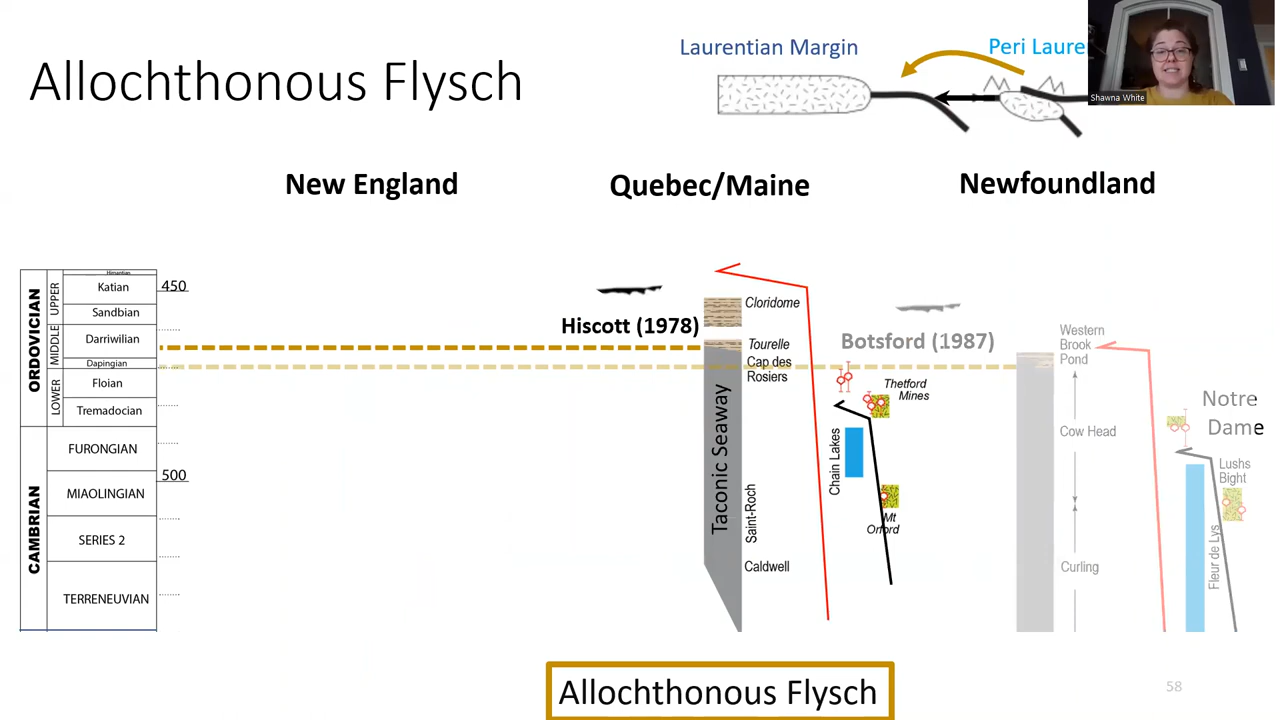 Allochthonous Flysch
Laurentian Margin
Peri Laure
Shawna White
New England
Quebec/Maine
Newfoundland
ORDOVICIAN
UPPER
MIDDLE
LOWER
Hirnantian
Katian
Sandbian
Darriwilian
Dapingian
Floian
Tremadocian
450
CAMBRIAN
FURONGIAN
MIAOLINGIAN
SERIES 2
TERRENEUVIAN
500
Hiscott (1978)
Cloridome
Tourelle
Cap des
Rosiers
Taconic Seaway
Saint-Roch
Caldwell
Botsford (1987)
Thetford
Mines
Chain Lakes
Mt
Orford
Western
Brook
Pond
Cow Head
Curling
Notre
Dame
Lushs
Bight
Fleur de Lys
Allochthonous Flysch
58